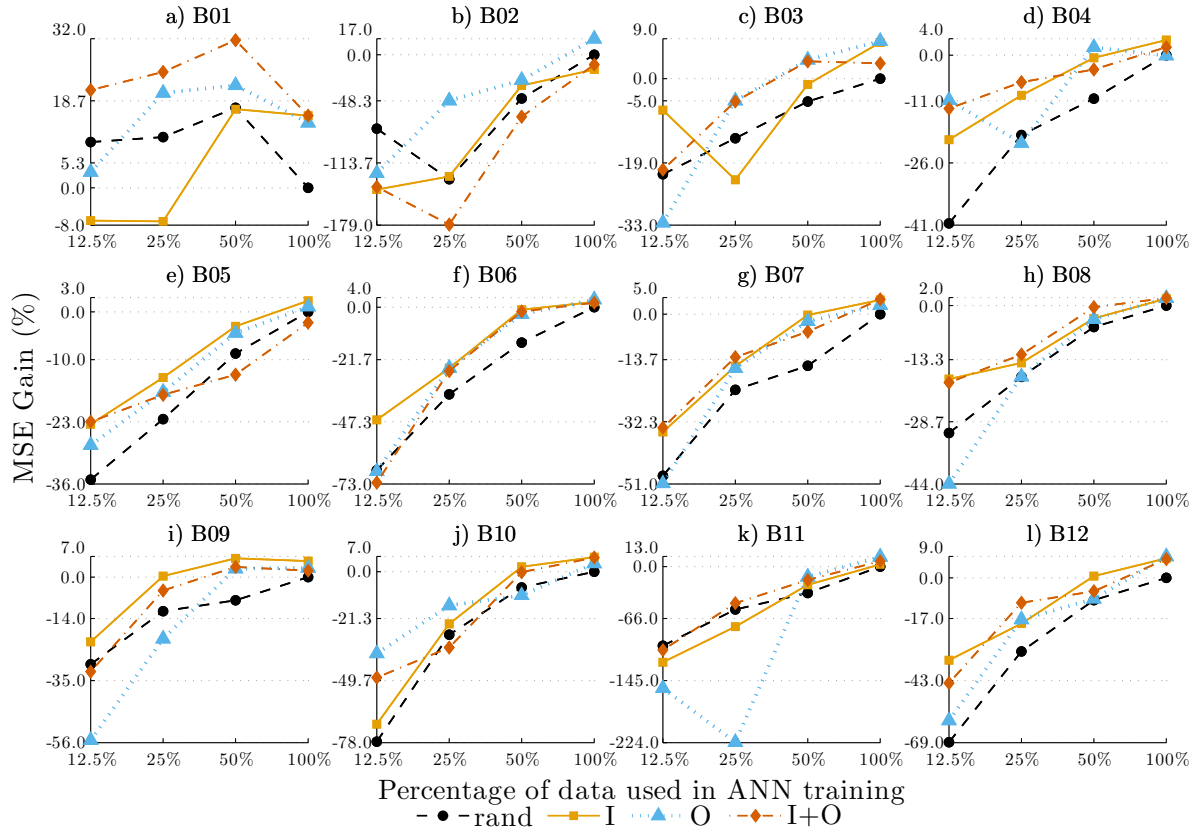 a) B01
32.0
18.7
5.3
0.0
-8.0
12.5% 25% 50% 100%
b) B02
17.0
0.0
-48.3
-113.7
-179.0
12.5% 25% 50% 100%
c) B03
9.0
0.0
-5.0
-19.0
-33.0
12.5% 25% 50% 100%
d) B04
4.0
0.0
-11.0
-26.0
-41.0
12.5% 25% 50% 100%
e) B05
3.0
0.0
-10.0
-23.0
-36.0
12.5% 25% 50% 100%
f) B06
4.0
0.0
-21.7
-47.3
-73.0
12.5% 25% 50% 100%
g) B07
5.0
0.0
-13.7
-32.3
-51.0
12.5% 25% 50% 100%
h) B08
2.0
0.0
-13.3
-28.7
-44.0
12.5% 25% 50% 100%
i) B09
7.0
0.0
-14.0
-35.0
-56.0
12.5% 25% 50% 100%
j) B10
7.0
0.0
-21.3
-49.7
-78.0
12.5% 25% 50% 100%
k) B11
13.0
0.0
-66.0
-145.0
-224.0
12.5% 25% 50% 100%
l) B12
9.0
0.0
-17.0
-43.0
-69.0
12.5% 25% 50% 100%
MSE Gain (%)
Percentage of data used in ANN training
rand I O I+O